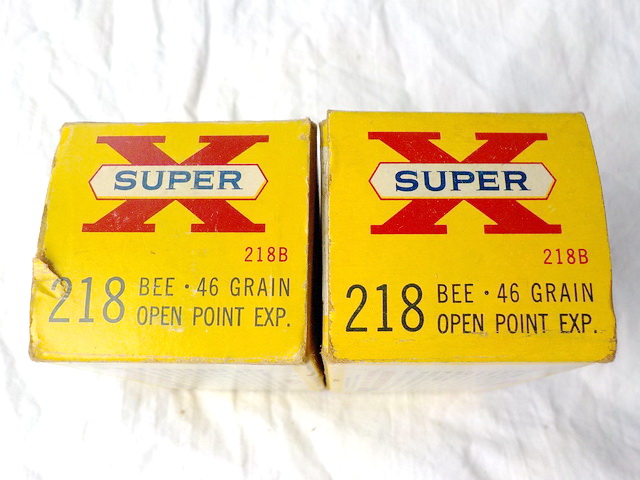 X
SUPER
218B
218 BEE · 46 GRAIN
OPEN POINT EXP.
X
SUPER
218B
218 BEE · 46 GRAIN
OPEN POINT EXP.